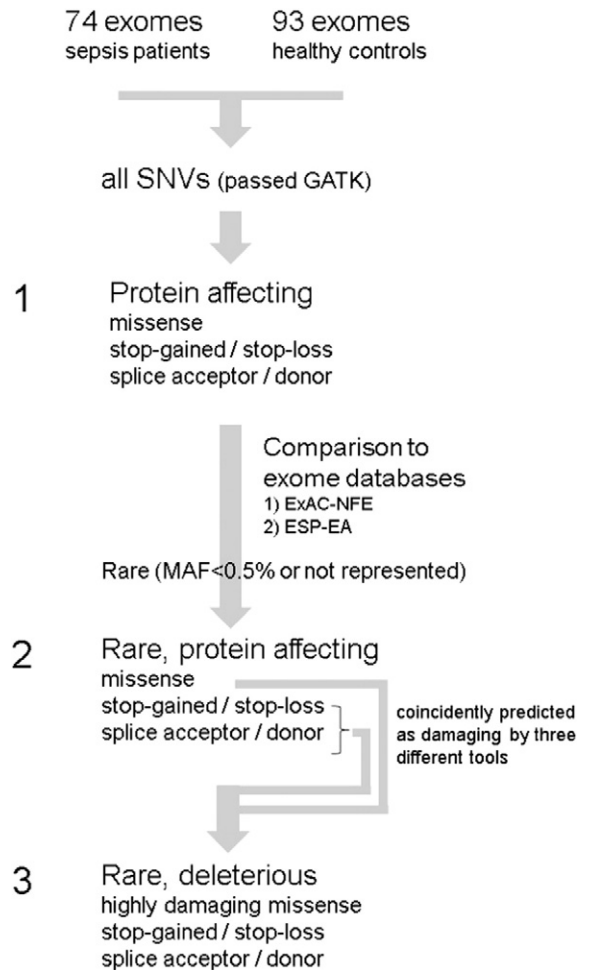 74 exomes 93 exomes
sepsis patients healthy controls
all SNVs (passed GATK)
1 Protein affecting
missense
stop-gained / stop-loss
splice acceptor / donor
Comparison to
exome databases
1) ExAC-NFE
2) ESP-EA
Rare (MAF<0.5% or not represented)
2 Rare, protein affecting
missense
stop-gained / stop-loss
splice acceptor / donor
coincidently predicted
as damaging by three
different tools
3 Rare, deleterious
highly damaging missense
stop-gained / stop-loss
splice acceptor / donor